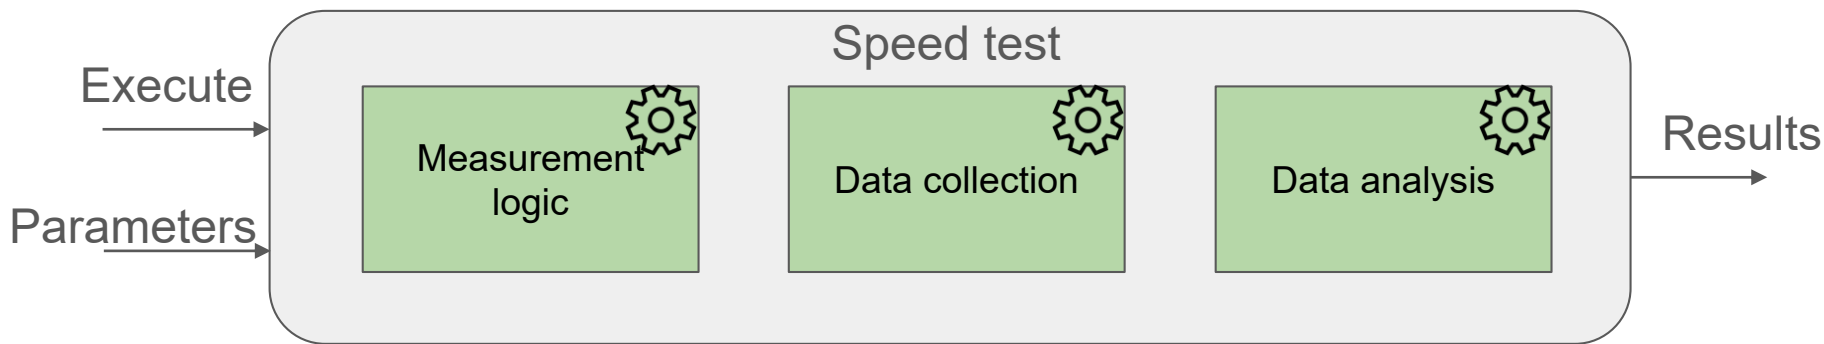 Speed test
Execute
Parameters
Measurement
logic
Data collection
Data analysis
Results